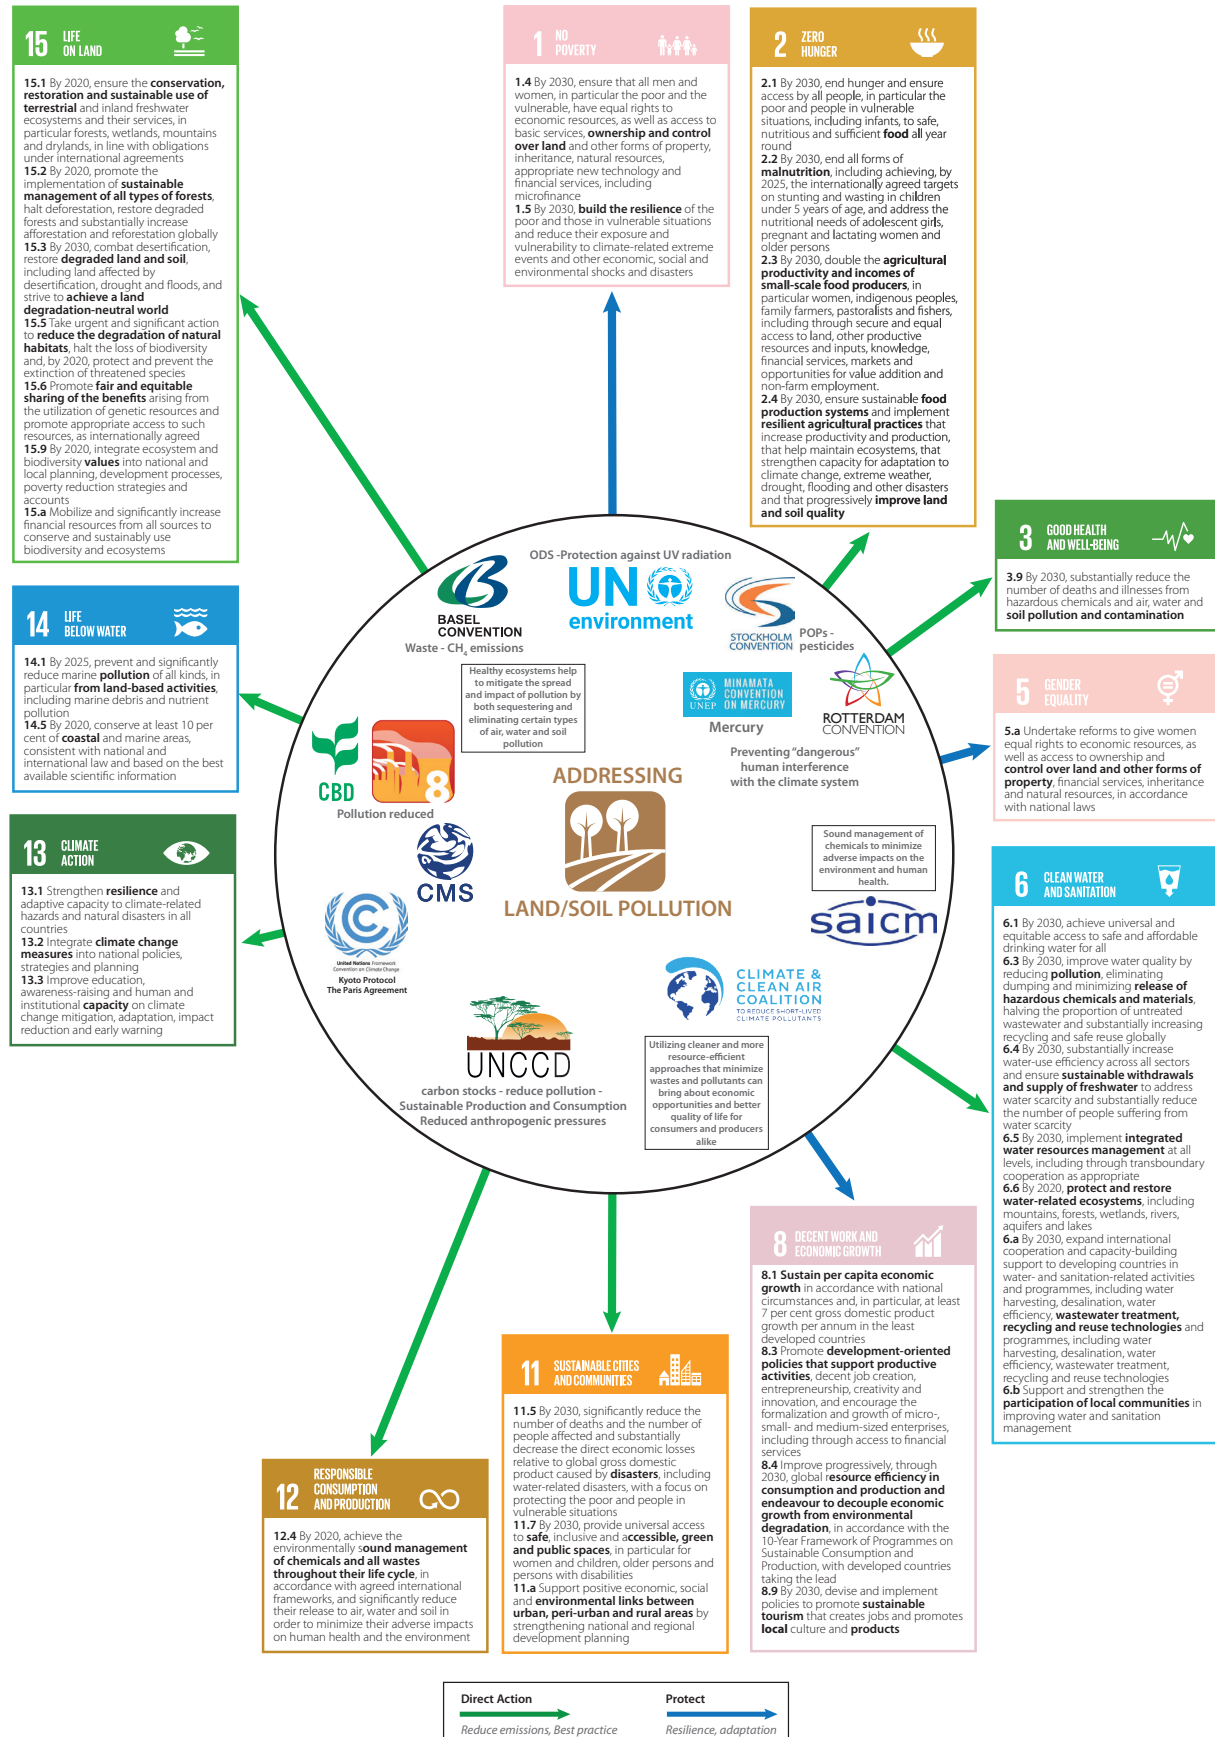 15 LIFE
ON LAND
15.1 By 2020, ensure the conservation,
restoration and sustainable use of
terrestrial and inland freshwater
ecosystems and their services, in
particular forests, wetlands, mountains
and drylands, in line with obligations
under international agreements
15.2 By 2020, promote the
implementation of sustainable
management of all types of forests,
halt deforestation, restore degraded
forests and substantially increase
afforestation and reforestation globally
15.3 By 2030, combat desertification,
restore degraded land and soil,
including land affected by
desertification, drought and floods, and
strive to achieve a land
degradation-neutral world
15.5 Take urgent and significant action
to reduce the degradation of natural
habitats, halt the loss of biodiversity
and, by 2020, protect and prevent the
extinction of threatened species
15.6 Promote fair and equitable
sharing of the benefits arising from
the utilization of genetic resources and
promote appropriate access to such
resources, as internationally agreed
15.9 By 2020, integrate ecosystem and
biodiversity values into national and
local planning, development processes,
poverty reduction strategies and
accounts
15.a Mobilize and significantly increase
financial resources from all sources to
conserve and sustainably use
biodiversity and ecosystems
1 NO
POVERTY
1.4 By 2030, ensure that all men and
women, in particular the poor and the
vulnerable, have equal rights to
economic resources, as well as access to
basic services, ownership and control
over land and other forms of property,
inheritance, natural resources,
appropriate new technology and
financial services, including
microfinance
1.5 By 2030, build the resilience of the
poor and those in vulnerable situations
and reduce their exposure and
vulnerability to climate-related extreme
events and other economic, social and
environmental shocks and disasters
2 ZERO
HUNGER
2.1 By 2030, end hunger and ensure
access by all people, in particular the
poor and people in vulnerable
situations, including infants, to safe,
nutritious and sufficient food all year
round
2.2 By 2030, end all forms of
malnutrition, including achieving, by
2025, the internationally agreed targets
on stunting and wasting in children
under 5 years of age, and address the
nutritional needs of adolescent girls,
pregnant and lactating women and
older persons
2.3 By 2030, double the agricultural
productivity and incomes of
small-scale food producers, in
particular women, indigenous peoples,
family farmers, pastoralists and fishers,
including through secure and equal
access to land, other productive
resources and inputs, knowledge,
financial services, markets and
opportunities for value addition and
non-farm employment.
2.4 By 2030, ensure sustainable food
production systems and implement
resilient agricultural practices that
increase productivity and production,
that help maintain ecosystems, that
strengthen capacity for adaptation to
climate change, extreme weather,
drought, flooding and other disasters
and that progressively improve land
and soil quality
3 GOOD HEALTH
AND WELL-BEING
3.9 By 2030, substantially reduce the
number of deaths and illnesses from
hazardous chemicals and air, water and
soil pollution and contamination
14 LIFE
BELOW WATER
14.1 By 2025, prevent and significantly
reduce marine pollution of all kinds, in
particular from land-based activities,
including marine debris and nutrient
pollution
14.5 By 2020, conserve at least 10 per
cent of coastal and marine areas,
consistent with national and
international law and based on the best
available scientific information
5 GENDER
EQUALITY
5.a Undertake reforms to give women
equal rights to economic resources, as
well as access to ownership and
control over land and other forms of
property, financial services, inheritance
and natural resources, in accordance
with national laws
13 CLIMATE
ACTION
13.1 Strengthen resilience and
adaptive capacity to climate-related
hazards and natural disasters in all
countries
13.2 Integrate climate change
measures into national policies,
strategies and planning
13.3 Improve education,
awareness-raising and human and
institutional capacity on climate
change mitigation, adaptation, impact
reduction and early warning
6 CLEAN WATER
AND SANITATION
6.1 By 2030, achieve universal and
equitable access to safe and affordable
drinking water for all
6.3 By 2030, improve water quality by
reducing pollution, eliminating
dumping and minimizing release of
hazardous chemicals and materials,
halving the proportion of untreated
wastewater and substantially increasing
recycling and safe reuse globally
6.4 By 2030, substantially increase
water-use efficiency across all sectors
and ensure sustainable withdrawals
and supply of freshwater to address
water scarcity and substantially reduce
the number of people suffering from
water scarcity
6.5 By 2030, implement integrated
water resources management at all
levels, including through transboundary
cooperation as appropriate
6.6 By 2020, protect and restore
water-related ecosystems, including
mountains, forests, wetlands, rivers,
aquifers and lakes
6.a By 2030, expand international
cooperation and capacity-building
support to developing countries in
water- and sanitation-related activities
and programmes, including water
harvesting, desalination, water
efficiency, wastewater treatment,
recycling and reuse technologies and
programmes, including water
harvesting, desalination, water
efficiency, wastewater treatment,
recycling and reuse technologies
6.b Support and strengthen the
participation of local communities in
improving water and sanitation
management
ODS -Protection against UV radiation
BASEL
CONVENTION
Waste - CH4 emissions
UN
environment
STOCKHOLM
CONVENTION
POPs -
pesticides
Healthy ecosystems help
to mitigate the spread
and impact of pollution by
both sequestering and
eliminating certain types
of air, water and soil
pollution
UNEP
MINAMATA
CONVENTION
ON MERCURY
Mercury
ROTTERDAM
CONVENTION
Preventing “dangerous”
human interference
with the climate system
CBD
8
Pollution reduced
ADDRESSING
LAND/SOIL POLLUTION
CMS
Sound management of
chemicals to minimize
adverse impacts on the
environment and human
health.
saicm
United Nations Framework
Convention on Climate Change
Kyoto Protocol
The Paris Agreement
CLIMATE &
CLEAN AIR
COALITION
TO REDUCE SHORT-LIVED
CLIMATE POLLUTANTS
UNCCD
carbon stocks - reduce pollution -
Sustainable Production and Consumption
Reduced anthropogenic pressures
Utilizing cleaner and more
resource-efficient
approaches that minimize
wastes and pollutants can
bring about economic
opportunities and better
quality of life for
consumers and producers
alike
12 RESPONSIBLE
CONSUMPTION
AND PRODUCTION
12.4 By 2020, achieve the
environmentally sound management
of chemicals and all wastes
throughout their life cycle, in
accordance with agreed international
frameworks, and significantly reduce
their release to air, water and soil in
order to minimize their adverse impacts
on human health and the environment
11 SUSTAINABLE CITIES
AND COMMUNITIES
11.5 By 2030, significantly reduce the
number of deaths and the number of
people affected and substantially
decrease the direct economic losses
relative to global gross domestic
product caused by disasters, including
water-related disasters, with a focus on
protecting the poor and people in
vulnerable situations
11.7 By 2030, provide universal access
to safe, inclusive and accessible, green
and public spaces, in particular for
women and children, older persons and
persons with disabilities
11.a Support positive economic, social
and environmental links between
urban, peri-urban and rural areas by
strengthening national and regional
development planning
8 DECENT WORK AND
ECONOMIC GROWTH
8.1 Sustain per capita economic
growth in accordance with national
circumstances and, in particular, at least
7 per cent gross domestic product
growth per annum in the least
developed countries
8.3 Promote development-oriented
policies that support productive
activities, decent job creation,
entrepreneurship, creativity and
innovation, and encourage the
formalization and growth of micro-,
small- and medium-sized enterprises,
including through access to financial
services
8.4 Improve progressively, through
2030, global resource efficiency in
consumption and production and
endeavour to decouple economic
growth from environmental
degradation, in accordance with the
10-Year Framework of Programmes on
Sustainable Consumption and
Production, with developed countries
taking the lead
8.9 By 2030, devise and implement
policies to promote sustainable
tourism that creates jobs and promotes
local culture and products
Direct Action
Reduce emissions, Best practice
Protect
Resilience, adaptation